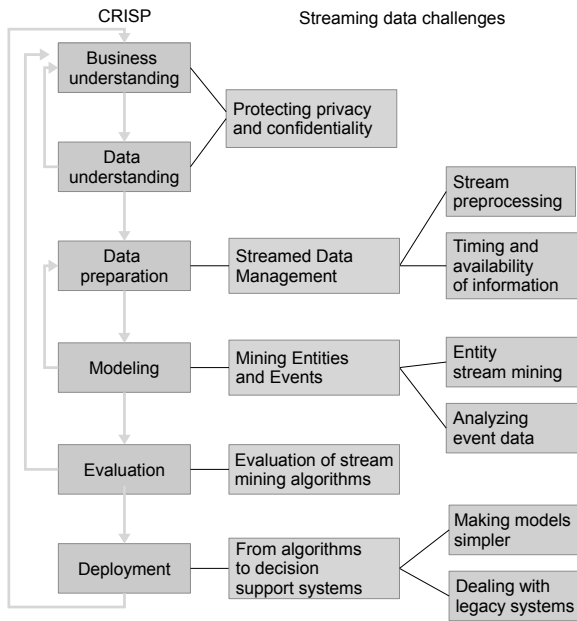 CRISP
Streaming data challenges
Business
understanding
Protecting privacy
and confidentiality
Data
understanding
Stream
preprocessing
Data
preparation
Streamed Data
Management
Timing and
availability
of information
Modeling
Mining Entities
and Events
Entity
stream mining
Analyzing
event data
Evaluation
Evaluation of stream
mining algorithms
Making models
simpler
Deployment
From algorithms
to decision
support systems
Dealing with
legacy systems